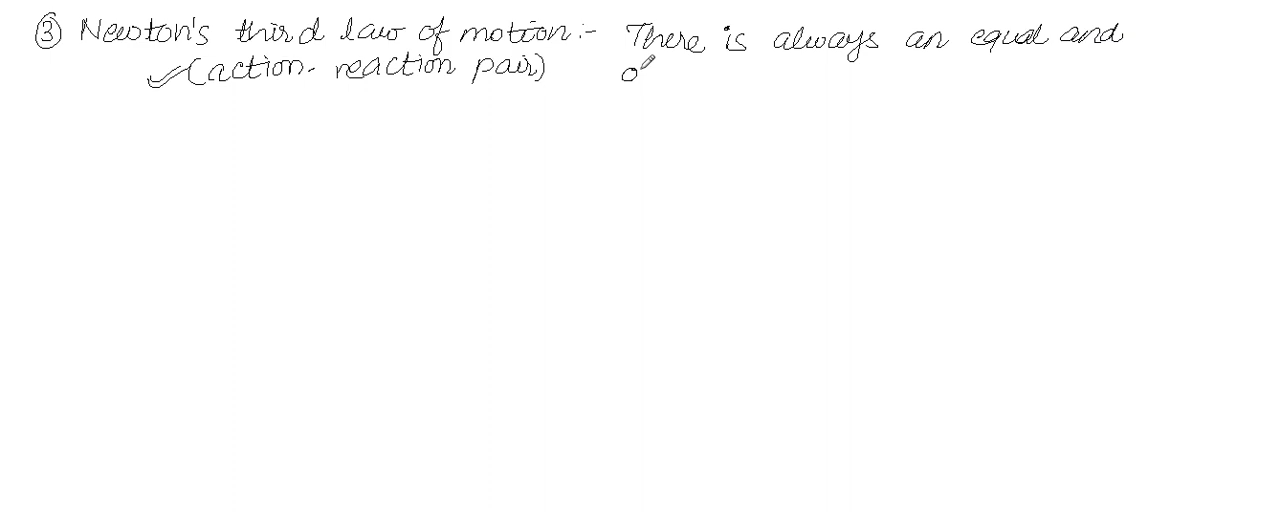 ③ Newton's third law of motion :- There is always an equal and
(action- reaction pair) o